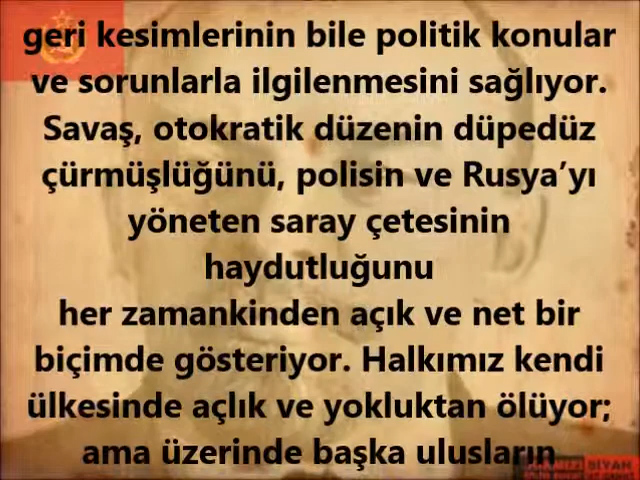 geri kesimlerinin bile politik konular
ve sorunlarla ilgilenmesini sağlıyor.
Savaş, otokratik düzenin düpedüz
çürmüşlüğünü, polisin ve Rusya’yı
yöneten saray çetesinin
haydutluğunu
her zamankinden açık ve net bir
biçimde gösteriyor. Halkımız kendi
ülkesinde açlık ve yokluktan ölüyor;
ama üzerinde başka ulusların